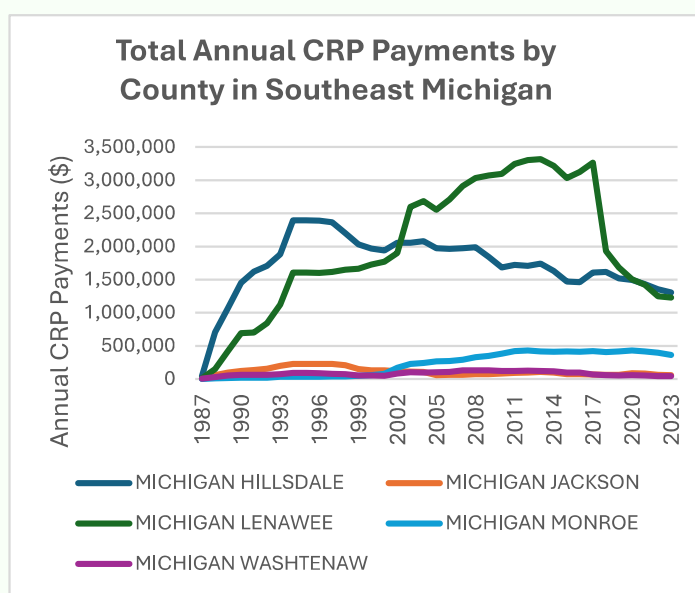 Total Annual CRP Payments by
County in Southeast Michigan
Annual CRP Payments ($)
3,500,000
3,000,000
2,500,000
2,000,000
1,500,000
1,000,000
500,000
0
1987
1990
1993
1996
1999
2002
2005
2008
2011
2014
2017
2020
2023
MICHIGAN HILLSDALE
MICHIGAN JACKSON
MICHIGAN LENAWEE
MICHIGAN MONROE
MICHIGAN WASHTENAW